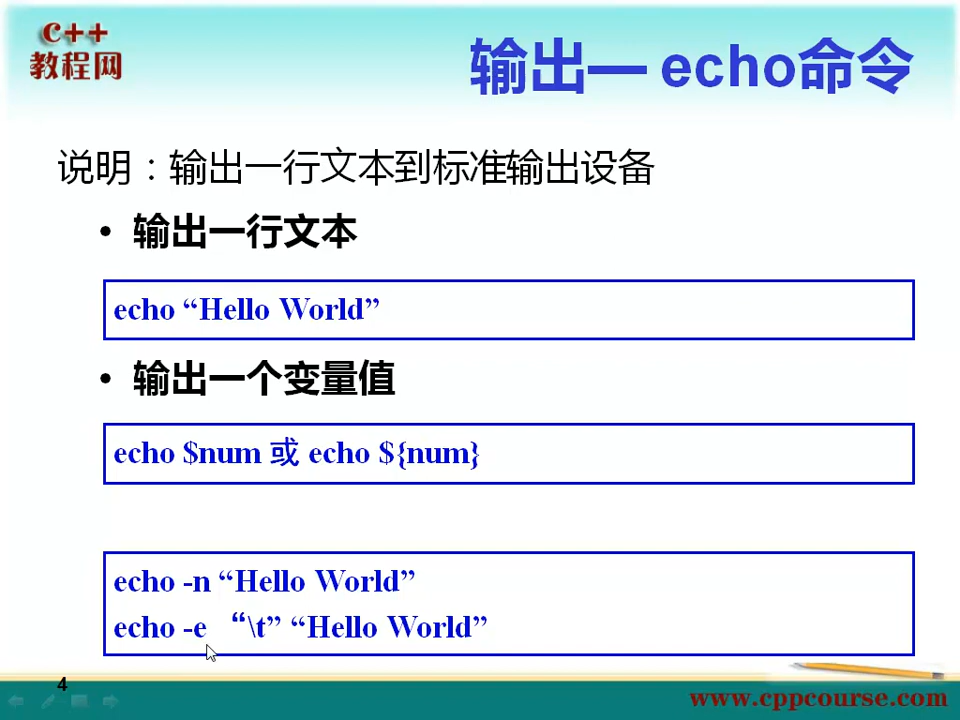 C++
教程网
输出— echo命令
说明：输出一行文本到标准输出设备
• 输出一行文本
echo “Hello World”
• 输出一个变量值
echo $num 或 echo ${num}
echo -n “Hello World”
echo -e “\t” “Hello World”
4
www.cppcourse.com